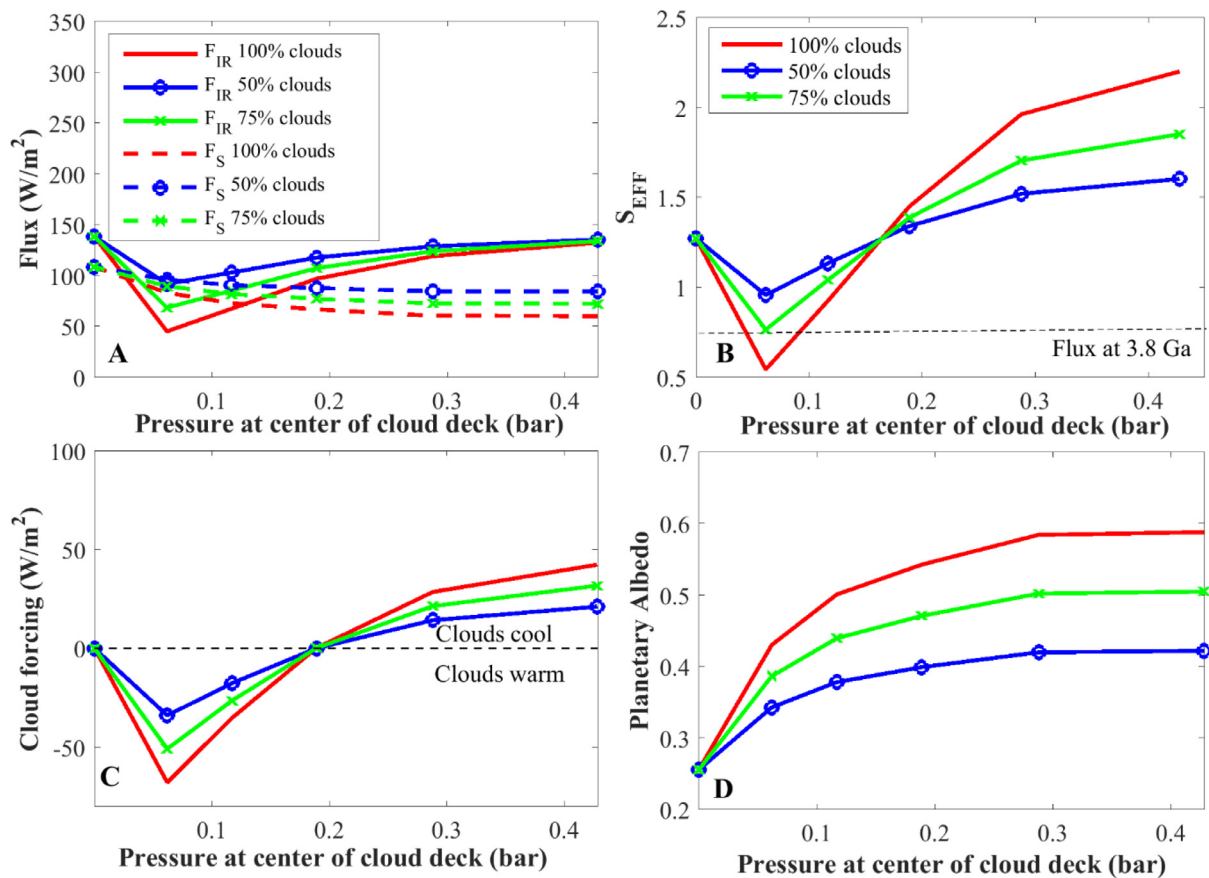 350
300
250
200
150
100
50
0
Flux (W/m²)
F_IR 100% clouds
F_IR 50% clouds
F_IR 75% clouds
F_S 100% clouds
F_S 50% clouds
F_S 75% clouds
A
0.1 0.2 0.3 0.4
Pressure at center of cloud deck (bar)
2.5
2
1.5
1
0.5
S_EFF
100% clouds
50% clouds
75% clouds
Flux at 3.8 Ga
B
0 0.1 0.2 0.3 0.4
Pressure at center of cloud deck (bar)
100
50
0
-50
Cloud forcing (W/m²)
Clouds cool
Clouds warm
C
0.1 0.2 0.3 0.4
Pressure at center of cloud deck (bar)
0.7
0.6
0.5
0.4
0.3
0.2
Planetary Albedo
D
0 0.1 0.2 0.3 0.4
Pressure at center of cloud deck (bar)